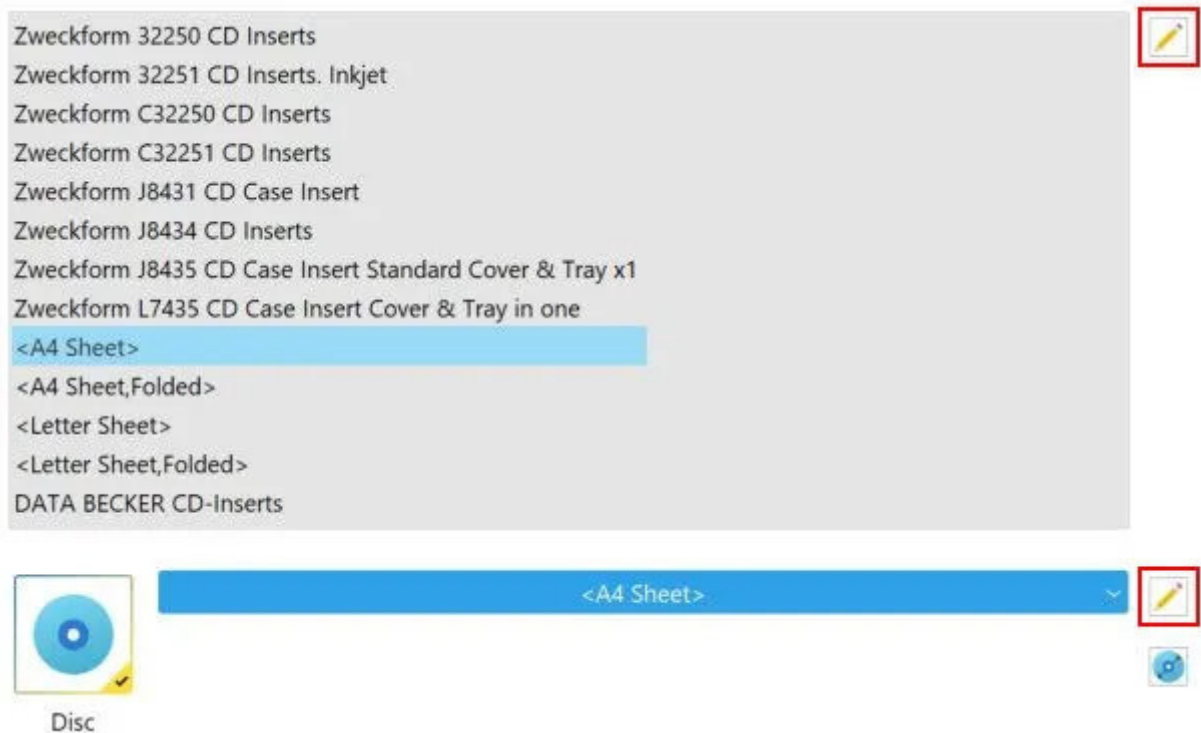 Zweckform 32250 CD Inserts
Zweckform 32251 CD Inserts. Inkjet
Zweckform C32250 CD Inserts
Zweckform C32251 CD Inserts
Zweckform J8431 CD Case Insert
Zweckform J8434 CD Inserts
Zweckform J8435 CD Case Insert Standard Cover & Tray x1
Zweckform L7435 CD Case Insert Cover & Tray in one
<A4 Sheet>
<A4 Sheet,Folded>
<Letter Sheet>
<Letter Sheet,Folded>
DATA BECKER CD-Inserts
<A4 Sheet>
Disc